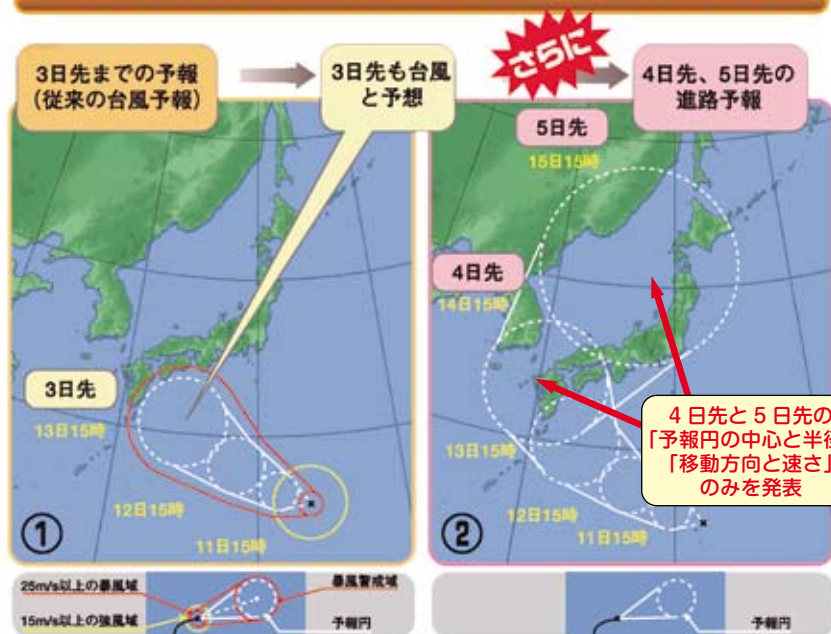 3日先までの予報
(従来の台風予報)
3日先も台風
と予想
さらに
4日先、5日先の
進路予報
3日先
13日15時
12日15時
11日15時
①
5日先
15日15時
4日先
14日15時
13日15時
12日15時
11日15時
②
4日先と5日先の
「予報円の中心と半径
「移動方向と速さ」
のみを発表
25m/s以上の暴風域
15m/s以上の強風域
暴風警戒域
予報円
予報円